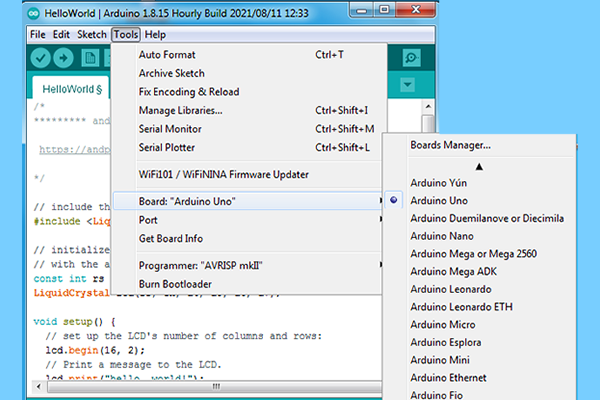 HelloWorld | Arduino 1.8.15 Hourly Build 2021/08/11 12:33
File Edit Sketch Tools Help
HelloWorld §
Auto Format Ctrl+T
Archive Sketch
Fix Encoding & Reload
Manage Libraries... Ctrl+Shift+I
Serial Monitor Ctrl+Shift+M
Serial Plotter Ctrl+Shift+L
WiFi101 / WiFiNINA Firmware Updater
Board: "Arduino Uno"
Port
Get Board Info
Programmer: "AVRISP mkII"
Burn Bootloader
Boards Manager...
Arduino Yún
Arduino Uno
Arduino Duemilanove or Diecimila
Arduino Nano
Arduino Mega or Mega 2560
Arduino Mega ADK
Arduino Leonardo
Arduino Leonardo ETH
Arduino Micro
Arduino Esplora
Arduino Mini
Arduino Ethernet
Arduino Fio
/*
********* and
https://andp
*/
// include th
#include <Liq
// initialize
// with the a
const int rs
LiquidCrystal
void setup() {
// set up the LCD's number of columns and rows:
lcd.begin(16, 2);
// Print a message to the LCD.
lcd.print("hello, world!");